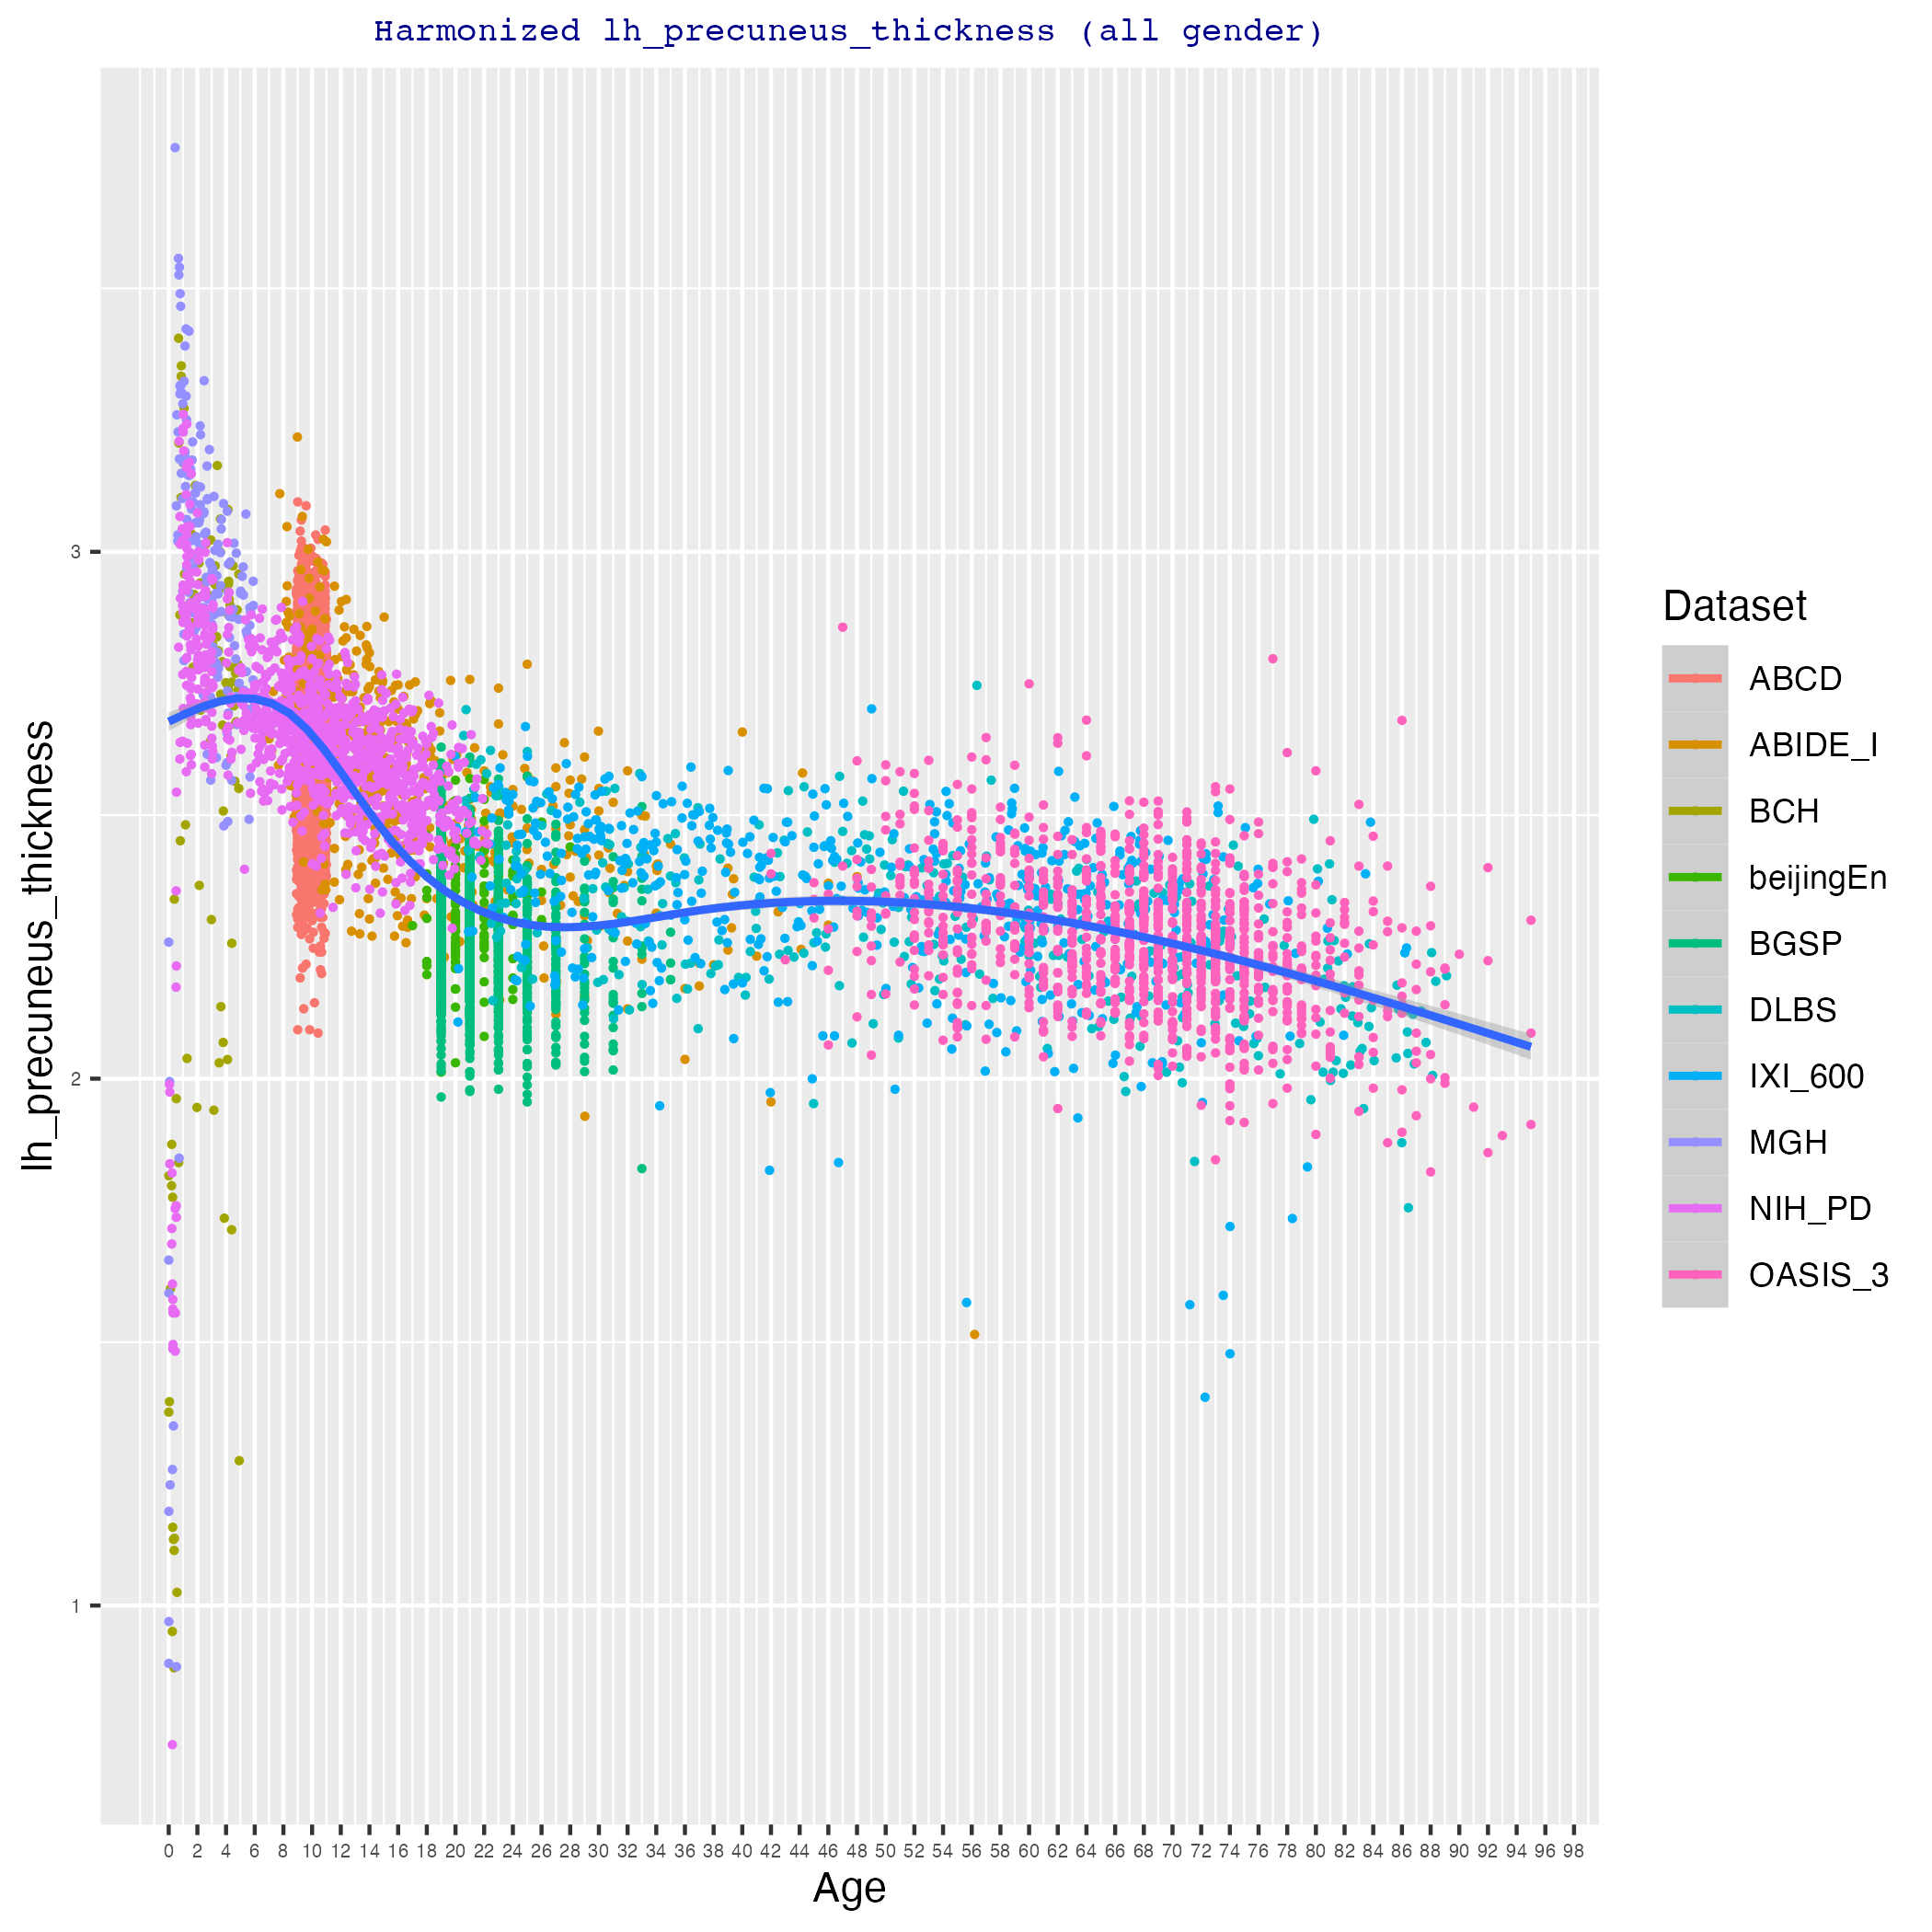 Harmonized lh_precuneus_thickness (all gender)
lh_precuneus_thickness
3
2
1
0 2 4 6 8 10 12 14 16 18 20 22 24 26 28 30 32 34 36 38 40 42 44 46 48 50 52 54 56 58 60 62 64 66 68 70 72 74 76 78 80 82 84 86 88 90 92 94 96 98
Age
Dataset
ABCD
ABIDE_I
BCH
beijingEn
BGSP
DLBS
IXI_600
MGH
NIH_PD
OASIS_3